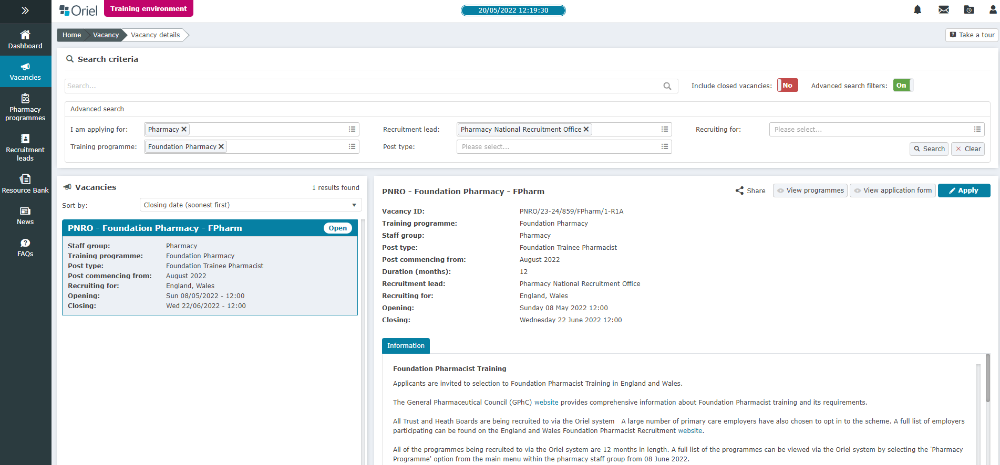 Oriel
Training environment
20/05/2022 12:19:30
Dashboard
Vacancies
Pharmacy
programmes
Recruitment
leads
Resource Bank
News
FAQs
Home Vacancy Vacancy details
Take a tour
Search criteria
Search...
Include closed vacancies: No
Advanced search filters: On
Advanced search
I am applying for: Pharmacy
Recruitment lead: Pharmacy National Recruitment Office
Recruiting for: Please select...
Training programme: Foundation Pharmacy
Post type: Please select...
Search
Clear
Vacancies
1 results found
Sort by: Closing date (soonest first)
PNRO - Foundation Pharmacy - FPharm Open
Staff group: Pharmacy
Training programme: Foundation Pharmacy
Post type: Foundation Trainee Pharmacist
Post commencing from: August 2022
Recruiting for: England, Wales
Opening: Sun 08/05/2022 - 12:00
Closing: Wed 22/06/2022 - 12:00
PNRO - Foundation Pharmacy - FPharm
Share
View programmes
View application form
Apply
Vacancy ID: PNRO/23-24/859/FPharm/1-R1A
Training programme: Foundation Pharmacy
Staff group: Pharmacy
Post type: Foundation Trainee Pharmacist
Post commencing from: August 2022
Duration (months): 12
Recruitment lead: Pharmacy National Recruitment Office
Recruiting for: England, Wales
Opening: Sunday 08 May 2022 12:00
Closing: Wednesday 22 June 2022 12:00
Information
Foundation Pharmacist Training
Applicants are invited to selection to Foundation Pharmacist Training in England and Wales.
The General Pharmaceutical Council (GPhC) website provides comprehensive information about Foundation Pharmacist training and its requirements.
All Trust and Heath Boards are being recruited to via the Oriel system A large number of primary care employers have also chosen to opt in to the scheme. A full list of employers
participating can be found on the England and Wales Foundation Pharmacist Recruitment website.
All of the programmes being recruited to via the Oriel system are 12 months in length. A full list of the programmes can be viewed via the Oriel system by selecting the 'Pharmacy
Programme' option from the main menu within the pharmacy staff group from 08 June 2022.